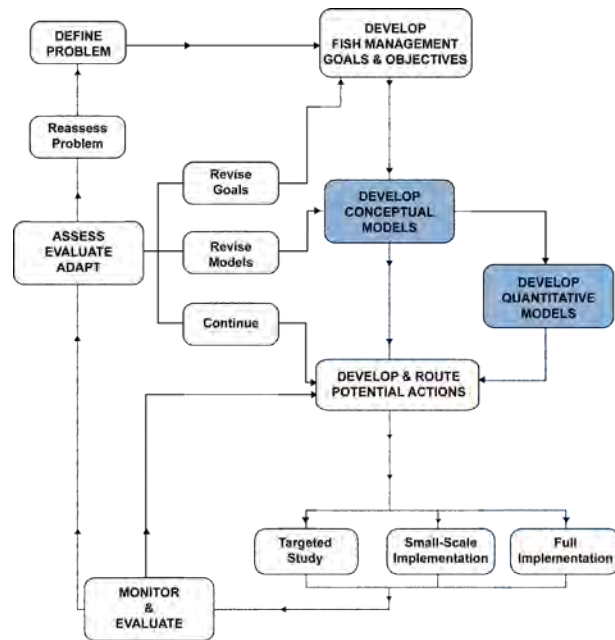 DEFINE
PROBLEM
DEVELOP
FISH MANAGEMENT
GOALS & OBJECTIVES
Reassess
Problem
Revise
Goals
DEVELOP
CONCEPTUAL
MODELS
ASSESS
EVALUATE
ADAPT
Revise
Models
DEVELOP
QUANTITATIVE
MODELS
Continue
DEVELOP & ROUTE
POTENTIAL ACTIONS
Targeted
Study
Small-Scale
Implementation
Full
Implementation
MONITOR
&
EVALUATE